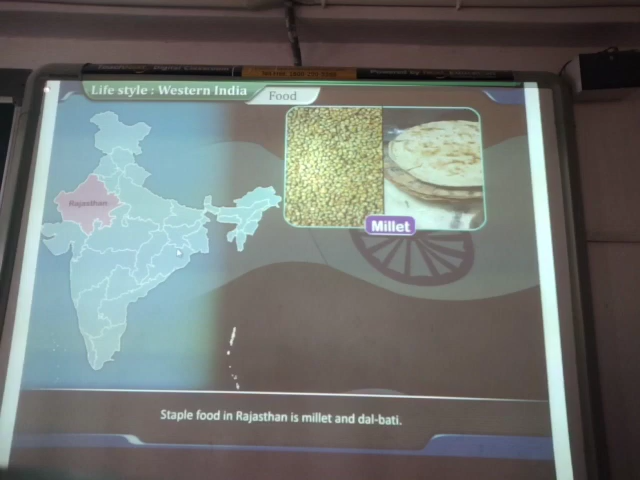 Life style : Western India
Food
Rajasthan
Millet
Staple food in Rajasthan is millet and dal-bati.